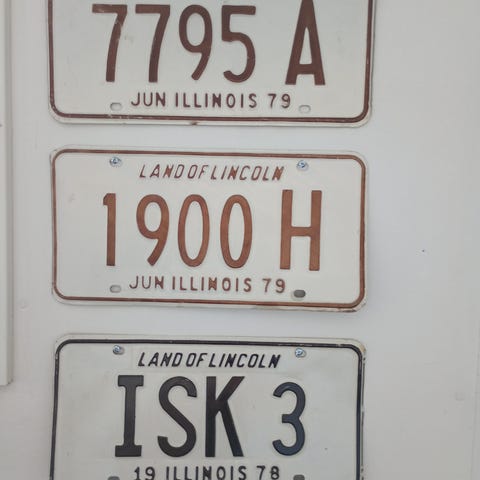 7795 A
JUN ILLINOIS 79
LAND OF LINCOLN
1900 H
JUN ILLINOIS 79
LAND OF LINCOLN
ISK 3
19 ILLINOIS 78